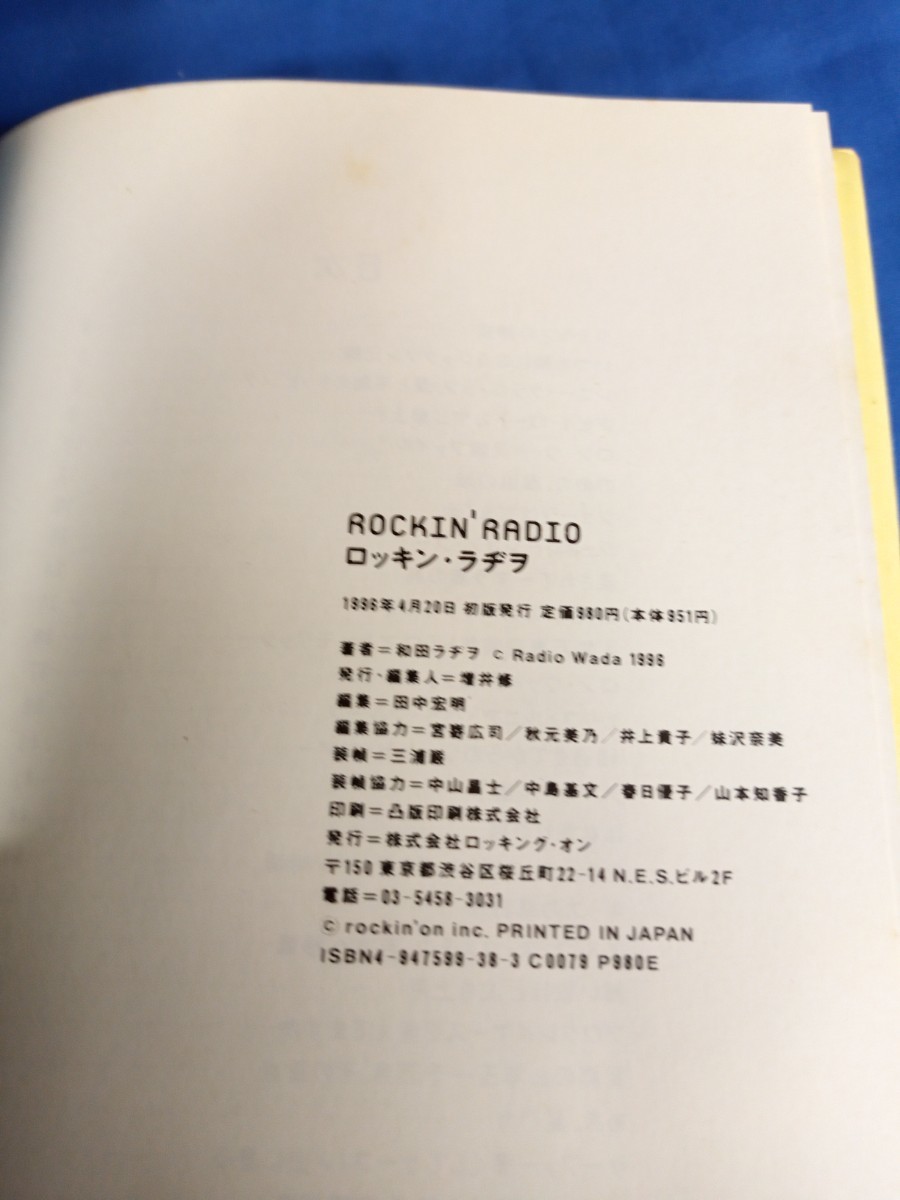 ROCKIN'RADIO
ロッキン・ラヂヲ
1996年4月20日 初版発行 定価980円(本体951円)
著者=和田ラヂヲ © Radio Wada 1996
発行・編集人=増井修
編集=田中宏明
編集協力=宮嵜広司/秋元美乃/井上貴子/妹沢奈美
装幀=三浦巌
装幀協力=中山昌士/中島基文/春日優子/山本知香子
印刷=凸版印刷株式会社
発行=株式会社ロッキング・オン
〒150 東京都渋谷区桜丘町22-14 N.E.S.ビル2F
電話=03-5458-3031
© rockin'on inc. PRINTED IN JAPAN
ISBN4-947599-38-3 C0079 P980E